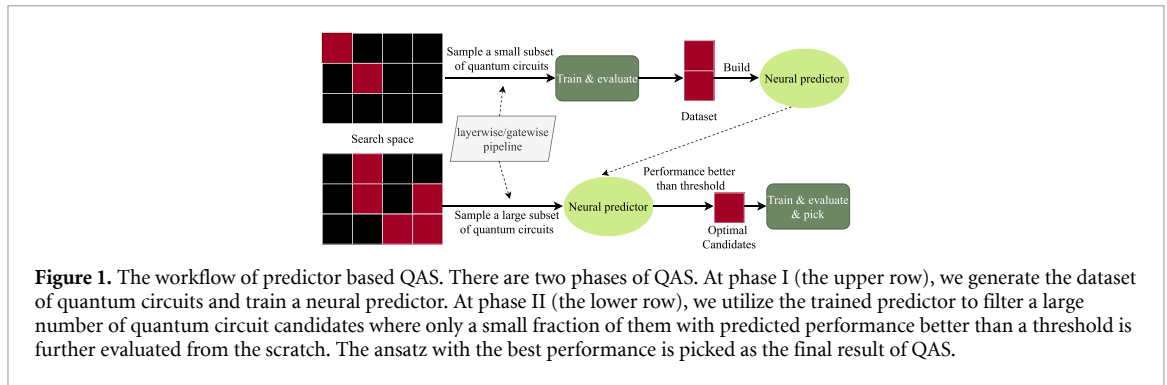 Sample a small subset
of quantum circuits
Train & evaluate
Dataset
Build
Neural predictor
Search space
layerwise/gatewise
pipeline
Sample a large subset
of quantum circuits
Neural predictor
Performance better
than threshold
Optimal
Candidates
Train & evaluate
& pick
Figure 1. The workflow of predictor based QAS. There are two phases of QAS. At phase I (the upper row), we generate the dataset
of quantum circuits and train a neural predictor. At phase II (the lower row), we utilize the trained predictor to filter a large
number of quantum circuit candidates where only a small fraction of them with predicted performance better than a threshold is
further evaluated from the scratch. The ansatz with the best performance is picked as the final result of QAS.